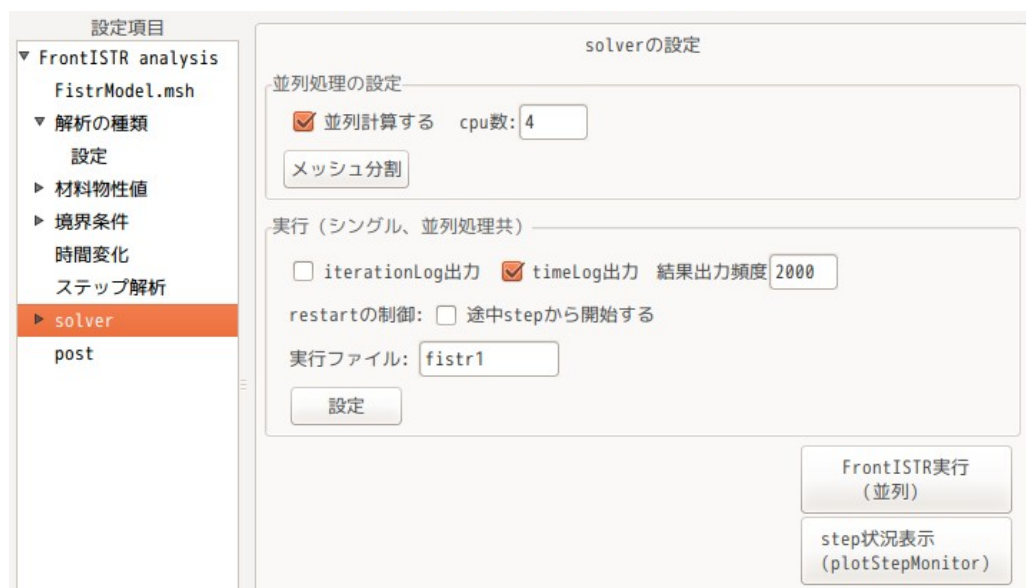 設定項目
FrontISTR analysis
FistrModel.msh
解析の種類
設定
材料物性値
境界条件
時間変化
ステップ解析
solver
post
solverの設定
並列処理の設定
並列計算する cpu数: 4
メッシュ分割
実行（シングル、並列処理共）
iterationLog出力 timeLog出力 結果出力頻度 2000
restartの制御: 途中stepから開始する
実行ファイル: fistr1
設定
FrontISTR実行
(並列)
step状況表示
(plotStepMonitor)